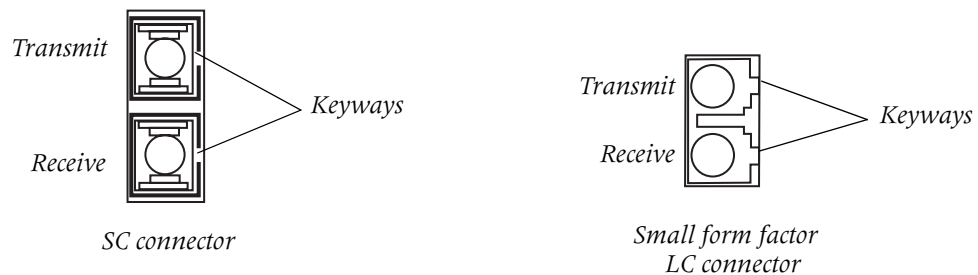 Transmit
Keyways
Receive
SC connector
Transmit
Keyways
Receive
Small form factor
LC connector